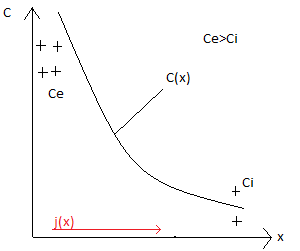 C
Ce>Ci
+ +
+ +
C(x)
Ce
Ci
+
+
j(x)
x